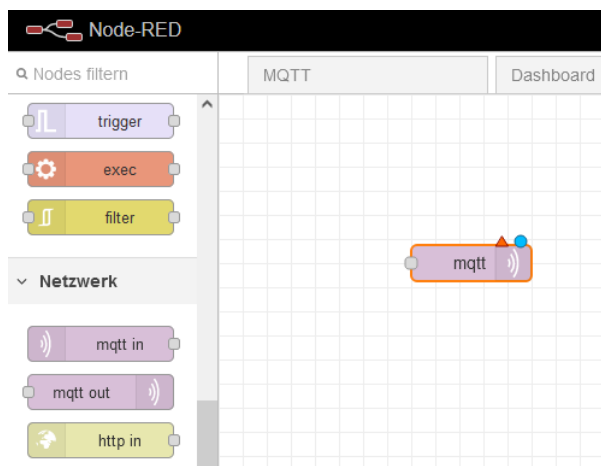 Node-RED
Nodes filtern
MQTT
Dashboard
trigger
exec
filter
mqtt
Netzwerk
mqtt in
mqtt out
http in